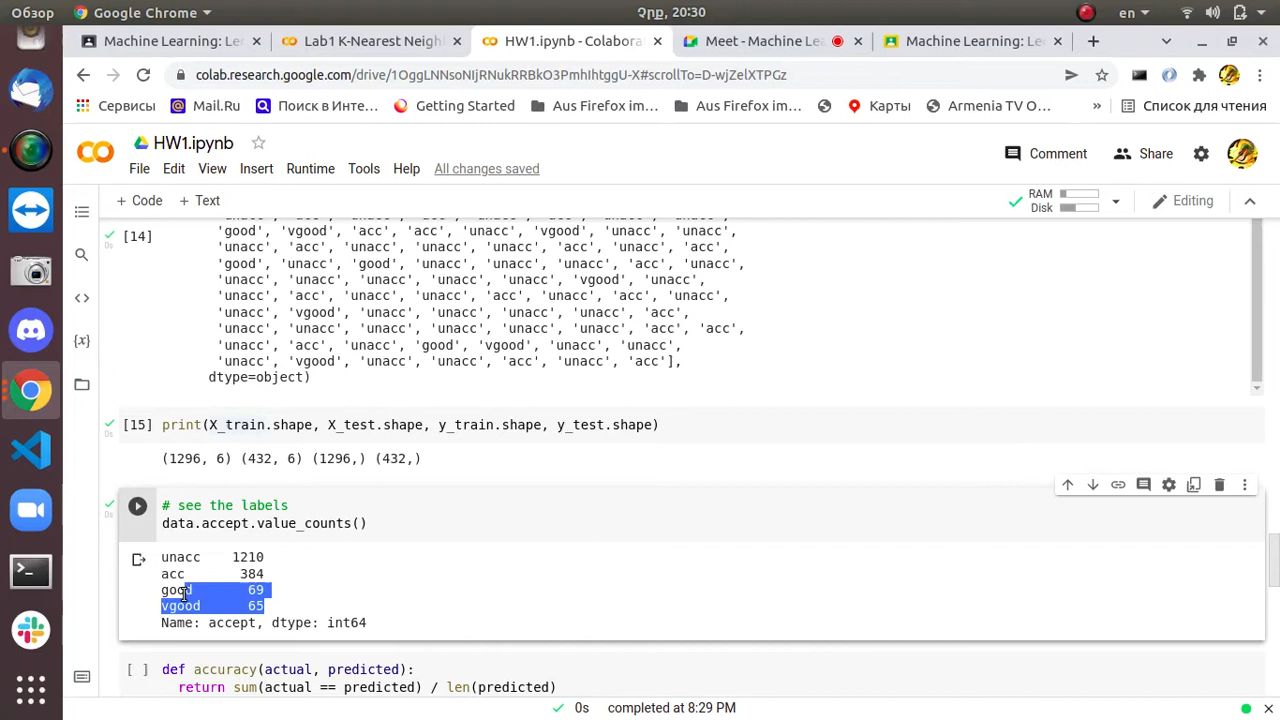 Обзор
Google Chrome
Չրք, 20:30
en
Machine Learning: Le
Lab1 K-Nearest Neigh
HW1.ipynb - Colabora
Meet - Machine Le
Machine Learning: Le
colab.research.google.com/drive/1OggLNNsoNIjRNukRRBkO3PmhIhtggU-X#scrollTo=D-wjZelXTPGz
Сервисы
Mail.Ru
Поиск в Инте...
Getting Started
Aus Firefox im...
Aus Firefox im...
Карты
Armenia TV O...
»
Список для чтения
HW1.ipynb
Comment
Share
File Edit View Insert Runtime Tools Help All changes saved
+ Code + Text
RAM
Disk
Editing
[14]
'unacc', 'acc', 'unacc', 'acc', 'unacc', 'unacc', 'unacc',
'good', 'vgood', 'acc', 'acc', 'unacc', 'vgood', 'unacc', 'unacc',
'unacc', 'acc', 'unacc', 'unacc', 'unacc', 'acc', 'unacc', 'acc',
'good', 'unacc', 'good', 'unacc', 'unacc', 'unacc', 'acc', 'unacc',
'unacc', 'unacc', 'unacc', 'unacc', 'unacc', 'vgood', 'unacc',
'unacc', 'acc', 'unacc', 'unacc', 'acc', 'unacc', 'acc', 'unacc',
'unacc', 'vgood', 'unacc', 'unacc', 'unacc', 'unacc', 'acc',
'unacc', 'unacc', 'unacc', 'unacc', 'unacc', 'unacc', 'acc', 'acc',
'unacc', 'acc', 'unacc', 'good', 'vgood', 'unacc', 'unacc',
'unacc', 'vgood', 'unacc', 'unacc', 'acc', 'unacc', 'acc'],
dtype=object)
[15] print(X_train.shape, X_test.shape, y_train.shape, y_test.shape)
0s
(1296, 6) (432, 6) (1296,) (432,)
# see the labels
0s
data.accept.value_counts()
unacc 1210
acc 384
good 69
vgood 65
Name: accept, dtype: int64
[ ] def accuracy(actual, predicted):
return sum(actual == predicted) / len(predicted)
0s completed at 8:29 PM